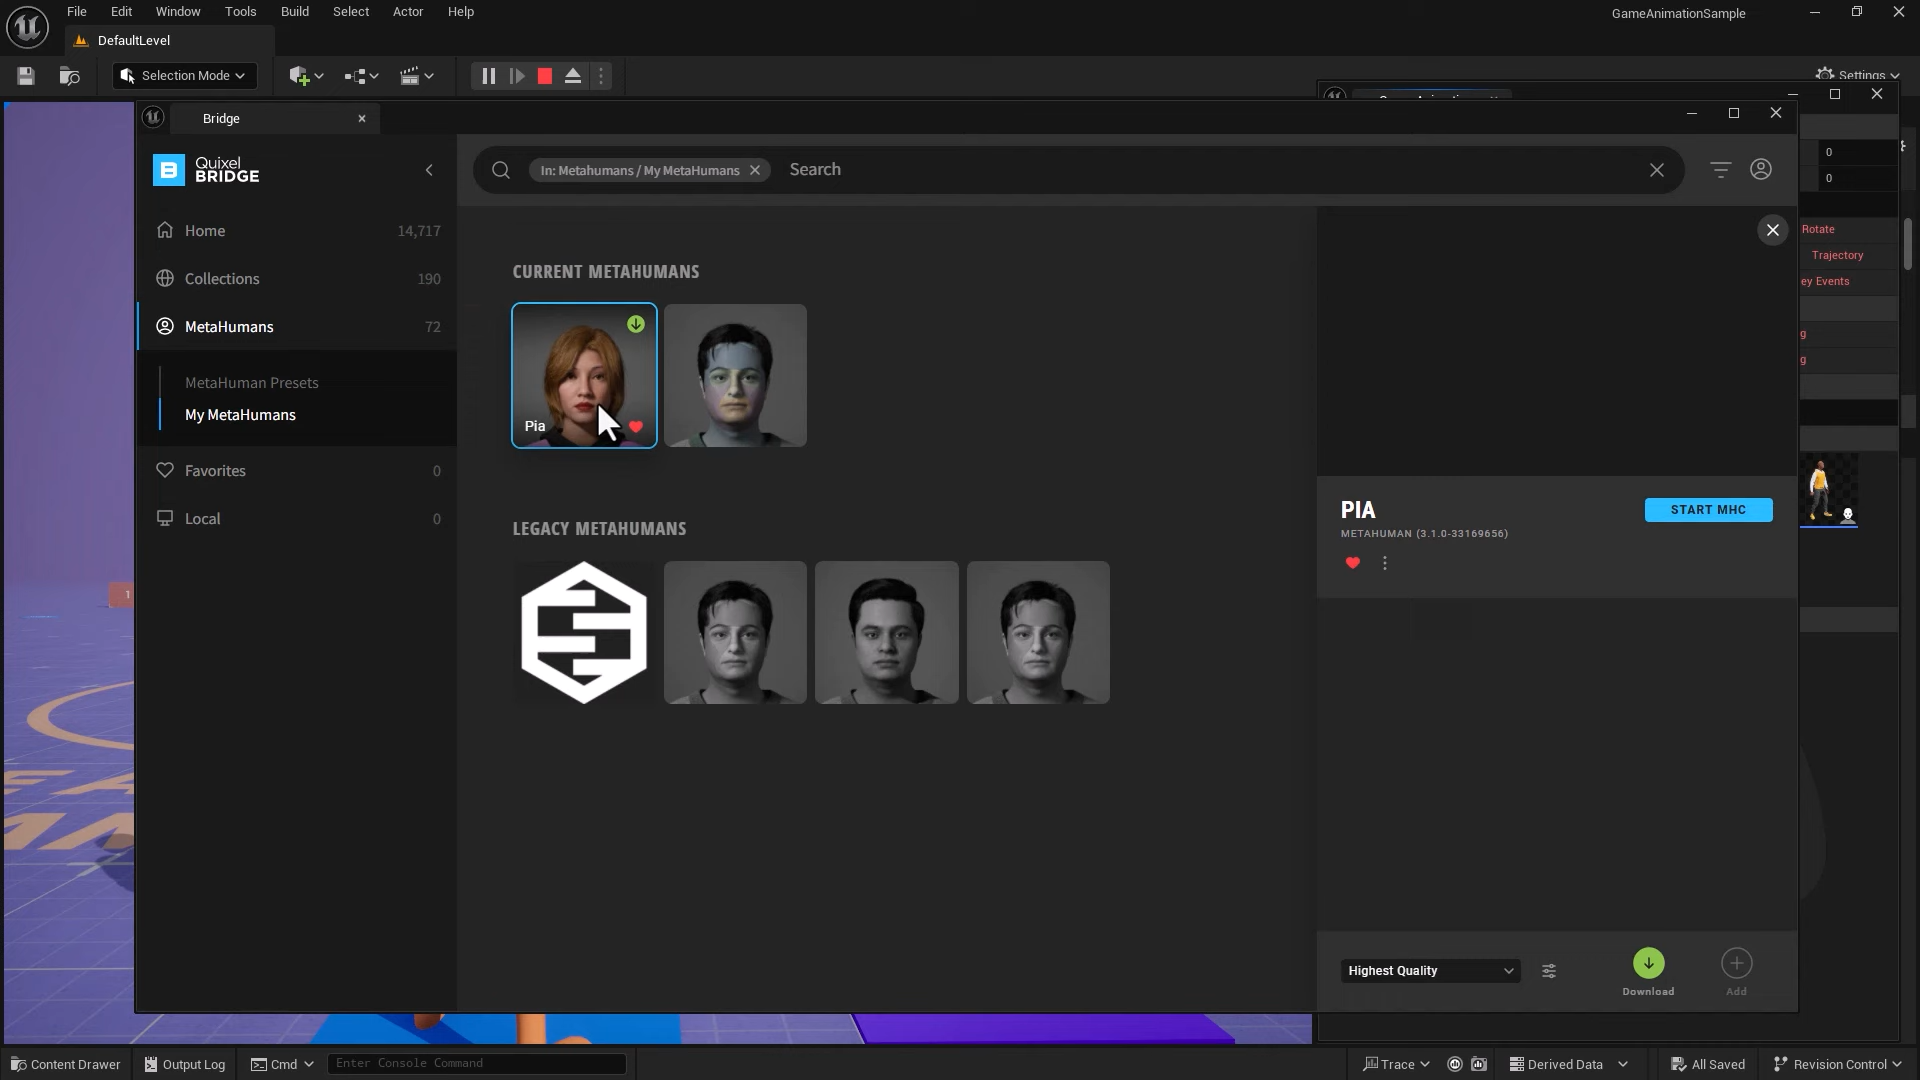 File Edit Window Tools Build Select Actor Help
GameAnimationSample
DefaultLevel
Selection Mode
Settings
Bridge
Quixel
BRIDGE
In: Metahumans / My MetaHumans
Search
Home 14,717
Collections 190
MetaHumans 72
MetaHuman Presets
My MetaHumans
Favorites 0
Local 0
CURRENT METAHUMANS
Pia
LEGACY METAHUMANS
0
0
Rotate
Trajectory
ey Events
g
g
1
PIA
START MHC
METAHUMAN (3.1.0-33169656)
Highest Quality
Download
Add
Content Drawer
Output Log
Cmd
Enter Console Command
Trace
Derived Data
All Saved
Revision Control